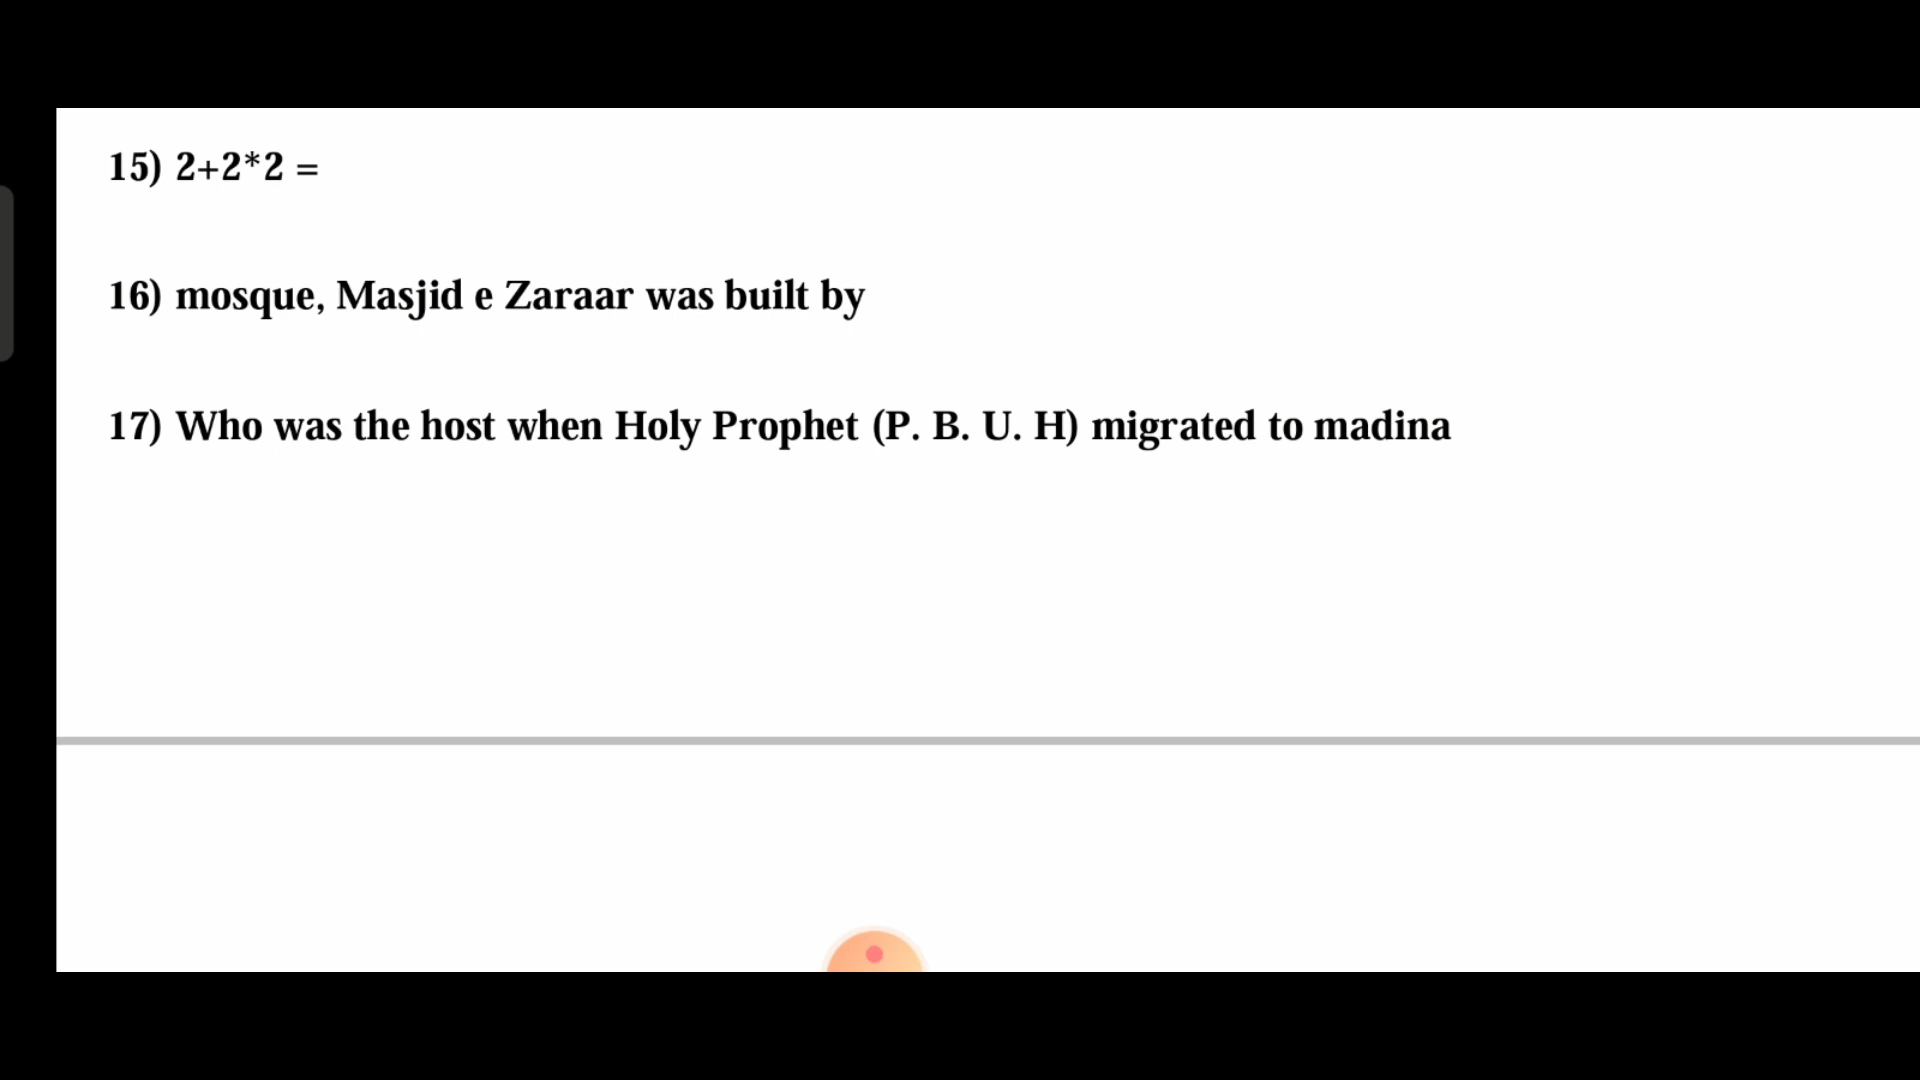 15) 2+2*2 =
16) mosque, Masjid e Zaraar was built by
17) Who was the host when Holy Prophet (P. B. U. H) migrated to madina